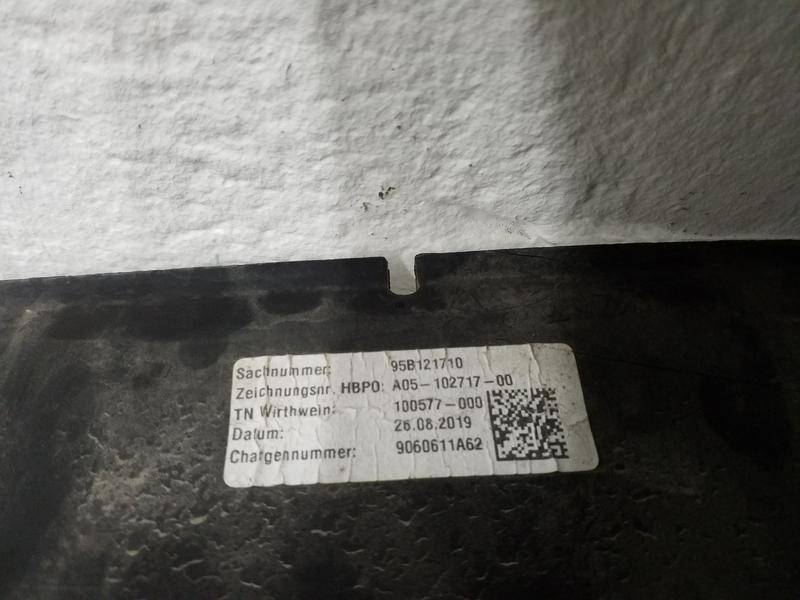 Sachnummer: 95B121710
Zeichnungsnr. HBPO: A05-102717-00
TN Wirthwein: 100577-000
Datum: 26.08.2019
Chargennummer: 9060611A62